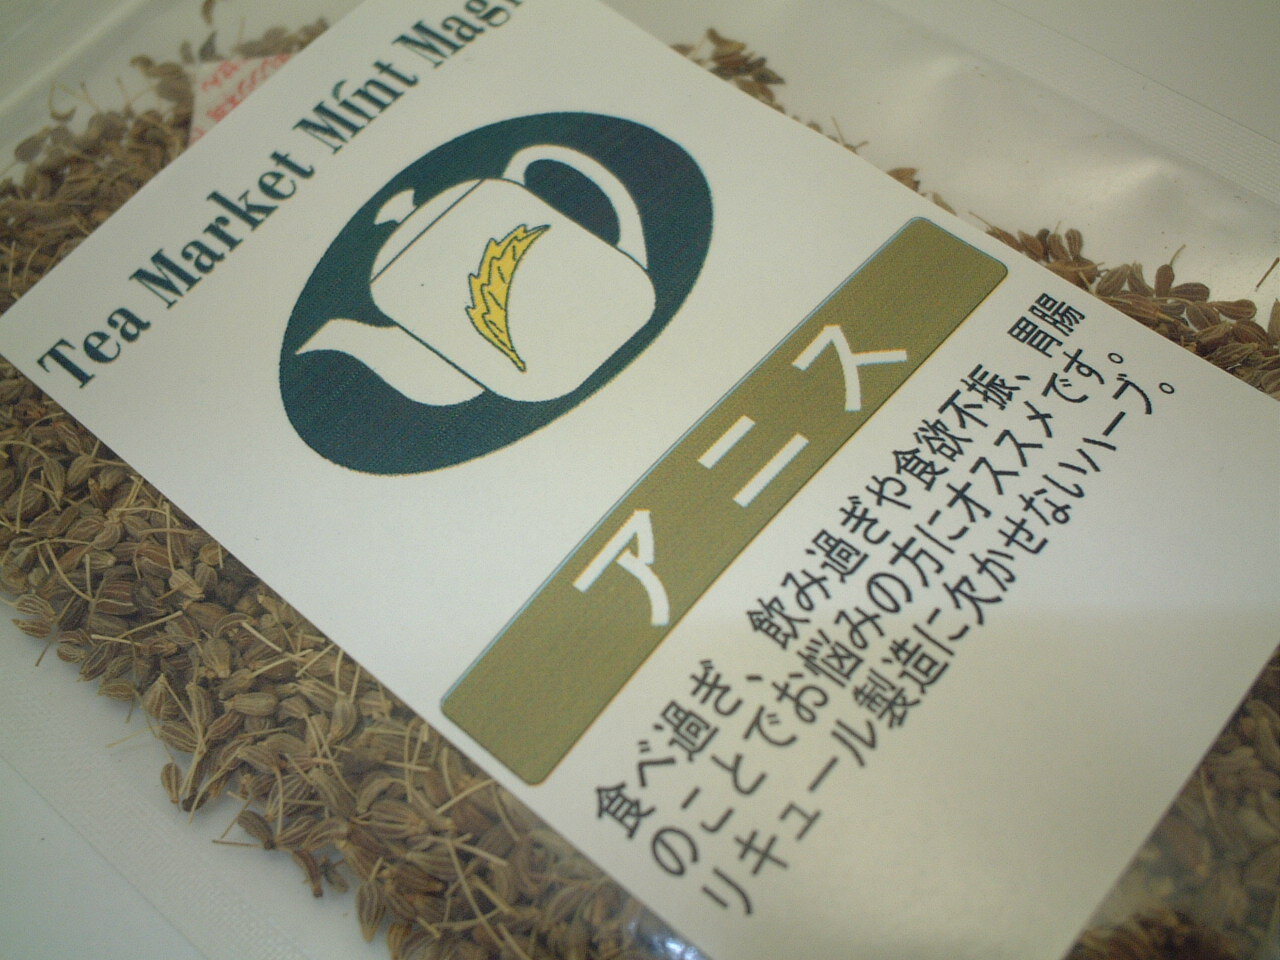 Tea Market Mint Mag
アニス
食べ過ぎ、飲み過ぎや食欲不振、胃腸
のことでお悩みの方にオススメです。
リキュール製造に欠かせないハーブ。